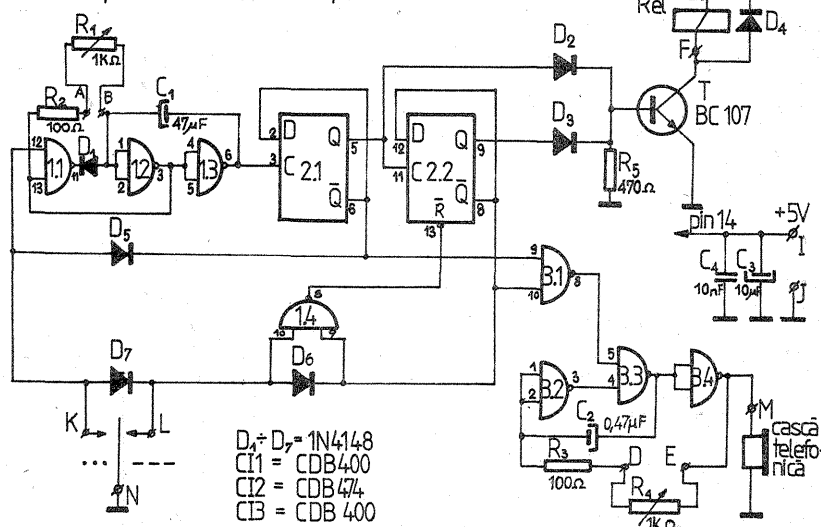 R1
1KΩ
A
B
R2
100Ω
D1
C1
47μF
12
13
1.1
11
1
2
1.2
3
4
5
1.3
6
2
D
Q
5
3
C 2.1
Q̅
6
12
D
Q
9
11
C 2.2
Q̅
8
R̅
13
D2
D3
R5
470Ω
Rel
F
D4
T
BC 107
pin 14
+5V
I
C4
10nF
C3
10μF
J
D5
D7
K
L
... ---
N
1.4
8
10
9
D6
9
10
3.1
8
1
2
3.2
3
5
4
3.3
6
3.4
C2
0,47μF
R3
100Ω
D
E
R4
1KΩ
M
cască
telefo-
nică
D1÷D7=1N4148
CI1 = CDB400
CI2 = CDB474
CI3 = CDB 400